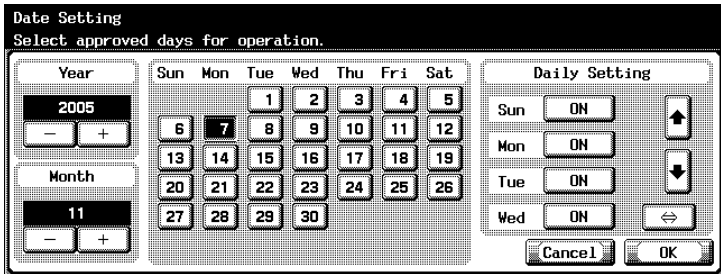 Date Setting
Select approved days for operation.
Year
2005
− +
Month
11
− +
Sun Mon Tue Wed Thu Fri Sat
1 2 3 4 5
6 7 8 9 10 11 12
13 14 15 16 17 18 19
20 21 22 23 24 25 26
27 28 29 30
Daily Setting
Sun ON
Mon ON
Tue ON
Wed ON
Cancel OK